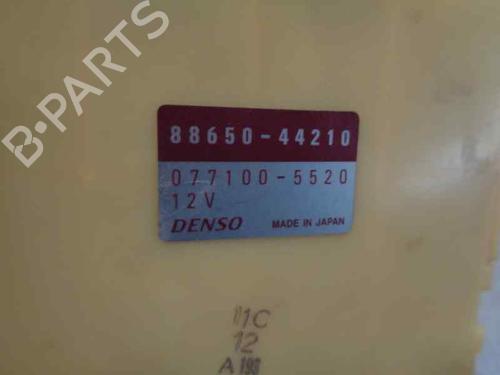 B-PARTS
88650-44210
077100-5520
12V
DENSO MADE IN JAPAN
12